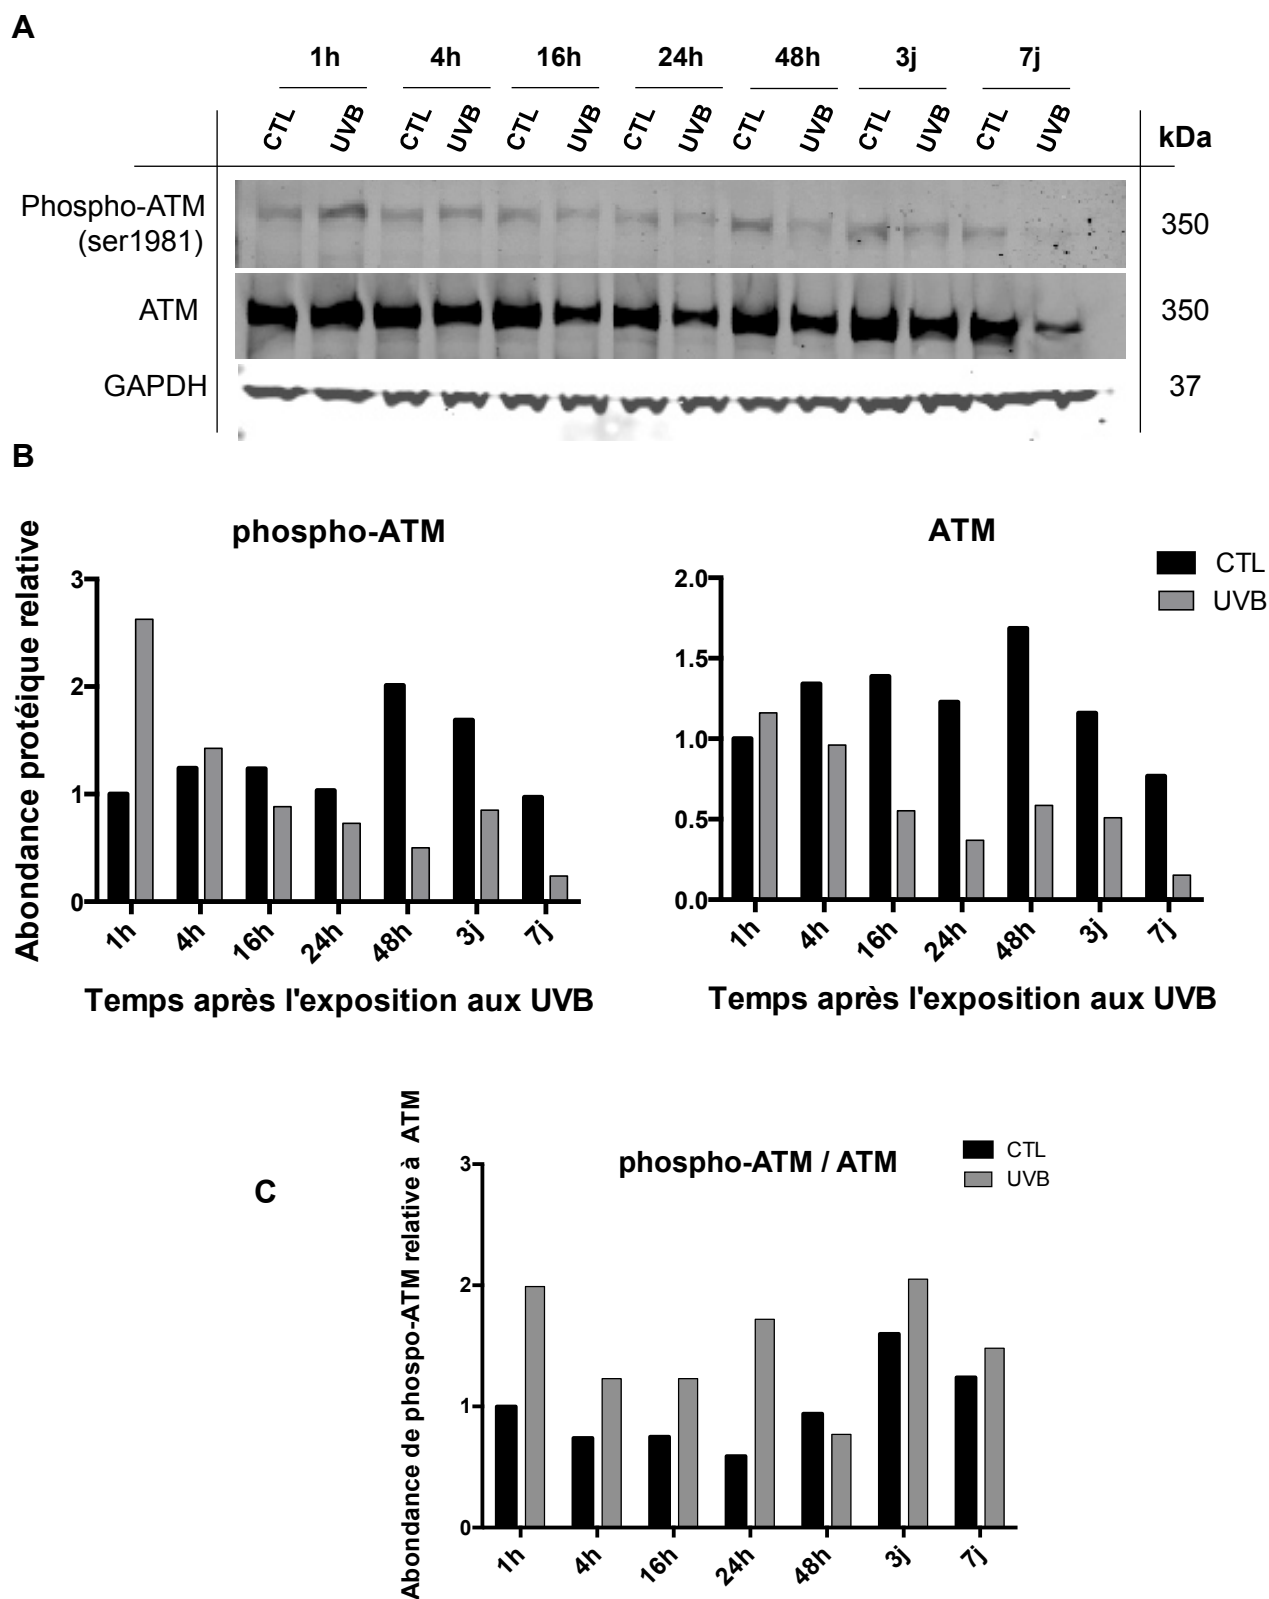 A
1h 4h 16h 24h 48h 3j 7j
CTL UVB CTL UVB CTL UVB CTL UVB CTL UVB CTL UVB CTL UVB
kDa
Phospho-ATM
(ser1981)
350
ATM
350
GAPDH
37
B
phospho-ATM
Abondance protéique relative
3
2
1
0
1h 4h 16h 24h 48h 3j 7j
Temps après l'exposition aux UVB
ATM
CTL
UVB
2.0
1.5
1.0
0.5
0.0
1h 4h 16h 24h 48h 3j 7j
Temps après l'exposition aux UVB
C
phospho-ATM / ATM
CTL
UVB
Abondance de phospo-ATM relative à ATM
3
2
1
0
1h 4h 16h 24h 48h 3j 7j